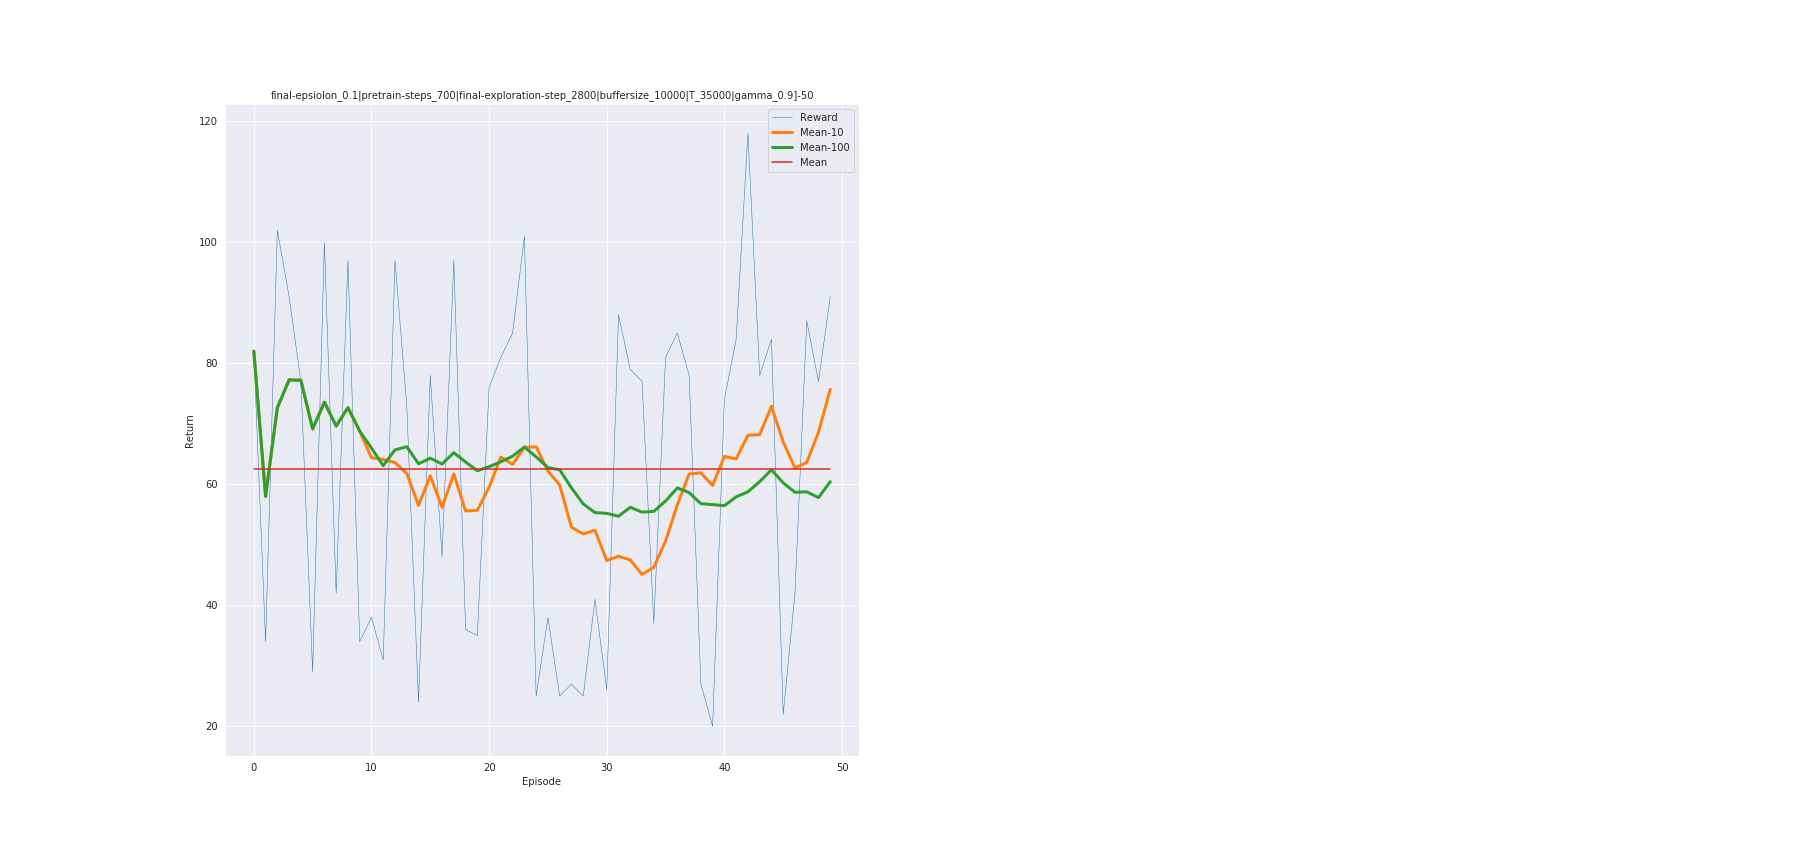 final-epsiolon_0.1|pretrain-steps_700|final-exploration-step_2800|buffersize_10000|T_35000|gamma_0.9]-50
Reward
Mean-10
Mean-100
Mean
120
100
80
60
40
20
Return
0 10 20 30 40 50
Episode